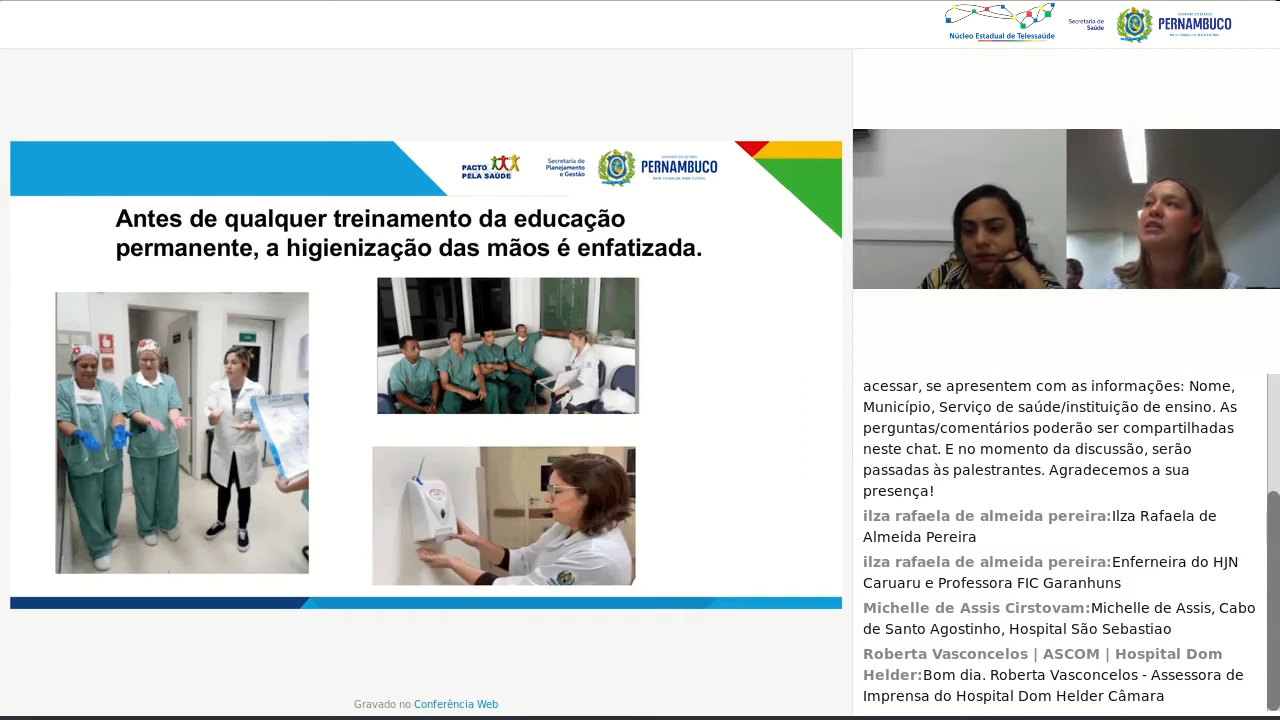 Núcleo Estadual de Telessaúde
Secretaria de
Saúde
PERNAMBUCO
PACTO
PELA SAÚDE
Secretaria de
Planejamento
e Gestão
GOVERNO DO ESTADO
PERNAMBUCO
Antes de qualquer treinamento da educação
permanente, a higienização das mãos é enfatizada.
Gravado no Conferência Web
acessar, se apresentem com as informações: Nome,
Município, Serviço de saúde/instituição de ensino. As
perguntas/comentários poderão ser compartilhadas
neste chat. E no momento da discussão, serão
passadas às palestrantes. Agradecemos a sua
presença!
ilza rafaela de almeida pereira:Ilza Rafaela de
Almeida Pereira
ilza rafaela de almeida pereira:Enferneira do HJN
Caruaru e Professora FIC Garanhuns
Michelle de Assis Cirstovam:Michelle de Assis, Cabo
de Santo Agostinho, Hospital São Sebastiao
Roberta Vasconcelos | ASCOM | Hospital Dom
Helder:Bom dia. Roberta Vasconcelos - Assessora de
Imprensa do Hospital Dom Helder Câmara